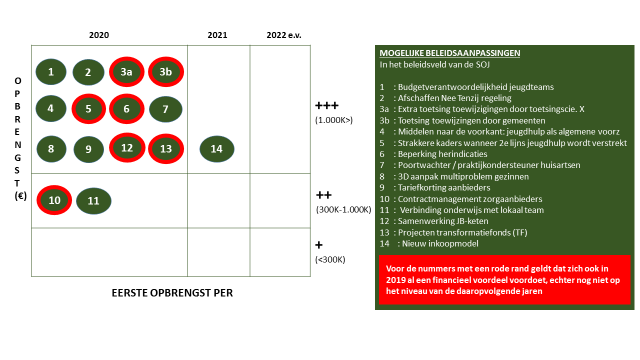 2020
2021
2022 e.v.
OPBRENGST (€)
1
2
3a
3b
4
5
6
7
8
9
12
13
14
10
11
+++
(1.000K>)
++
(300K-1.000K)
+
(<300K)
EERSTE OPBRENGST PER
MOGELIJKE BELEIDSAANPASSINGEN
In het beleidsveld van de SOJ
1 : Budgetverantwoordelijkheid jeugdteams
2 : Afschaffen Nee Tenzij regeling
3a : Extra toetsing toewijzigingen door toetsingscie. X
3b : Toetsing toewijzingen door gemeenten
4 : Middelen naar de voorkant: jeugdhulp als algemene voorz
5 : Strakkere kaders wanneer 2e lijns jeugdhulp wordt verstrekt
6 : Beperking herindicaties
7 : Poortwachter / praktijkondersteuner huisartsen
8 : 3D aanpak multiproblem gezinnen
9 : Tariefkorting aanbieders
10 : Contractmanagement zorgaanbieders
11 : Verbinding onderwijs met lokaal team
12 : Samenwerking JB-keten
13 : Projecten transformatiefonds (TF)
14 : Nieuw inkoopmodel
Voor de nummers met een rode rand geldt dat zich ook in
2019 al een financieel voordeel voordoet, echter nog niet op
het niveau van de daaropvolgende jaren